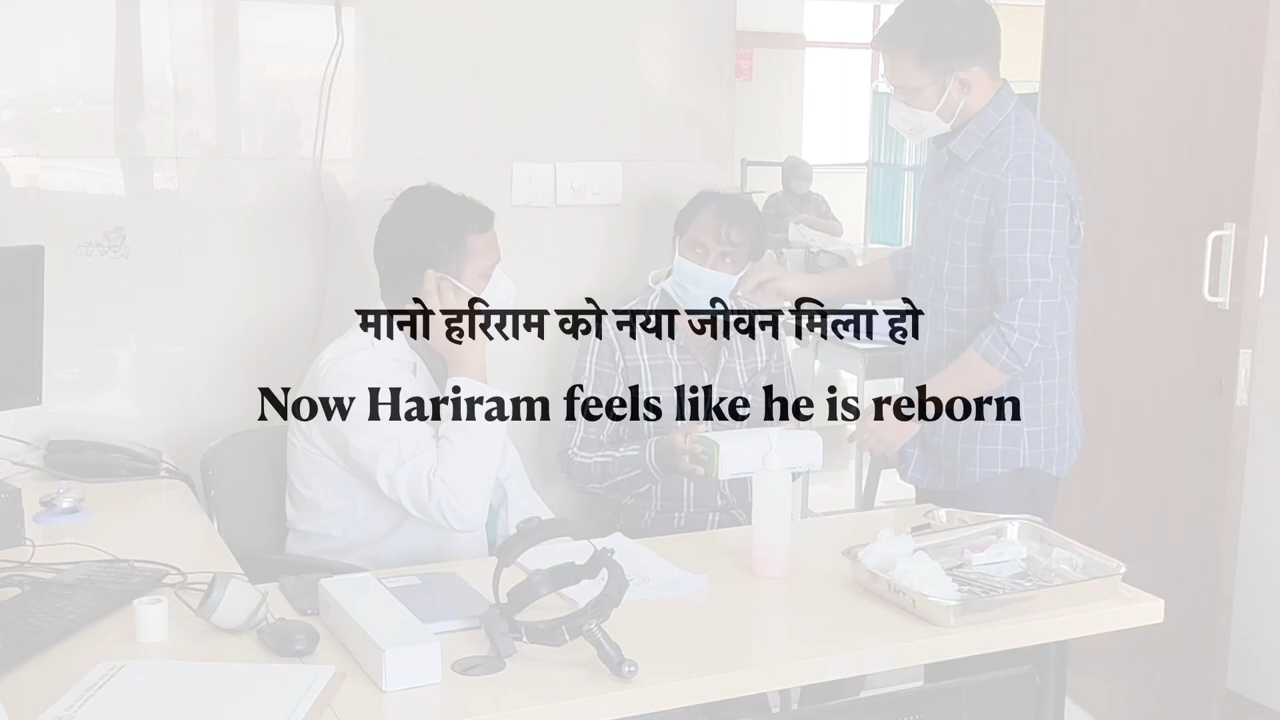 मानो हरिराम को नया जीवन मिला हो
Now Hariram feels like he is reborn